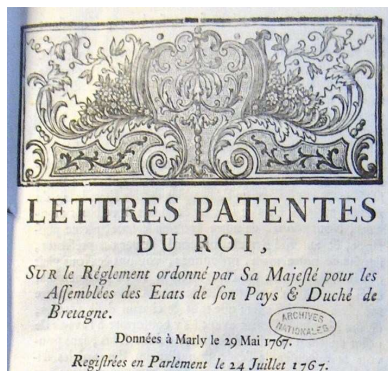 LETTRES PATENTES
DU ROI,
SUR le Réglement ordonné par Sa Majeſté pour les
Aſſemblées des Etats de ſon Pays & Duché de
Bretagne.
ARCHIVES
NATIONALES
Données à Marly le 29 Mai 1767.
Regiſtrées en Parlement le 24 Juillet 1767.